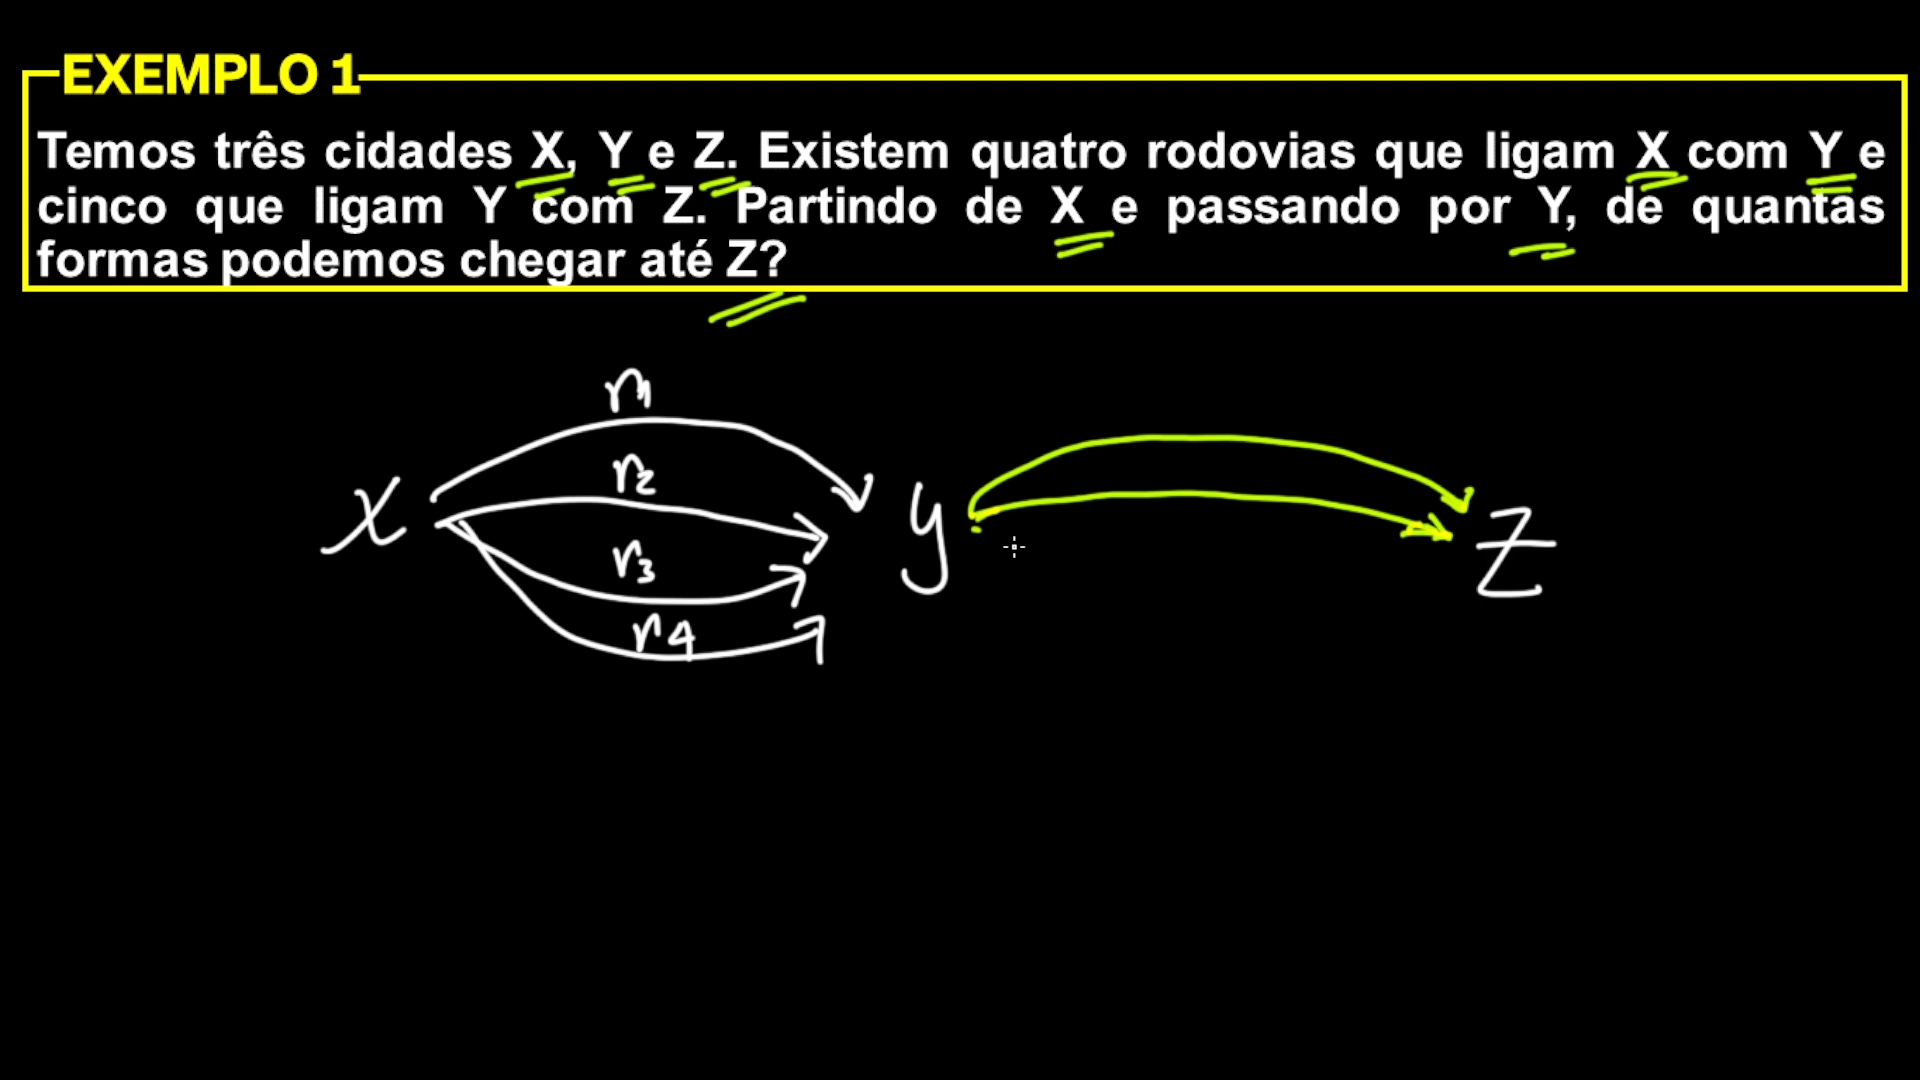 EXEMPLO 1
Temos três cidades X, Y e Z. Existem quatro rodovias que ligam X com Y e
cinco que ligam Y com Z. Partindo de X e passando por Y, de quantas
formas podemos chegar até Z?
r1
r2
X
y
Z
r3
r4